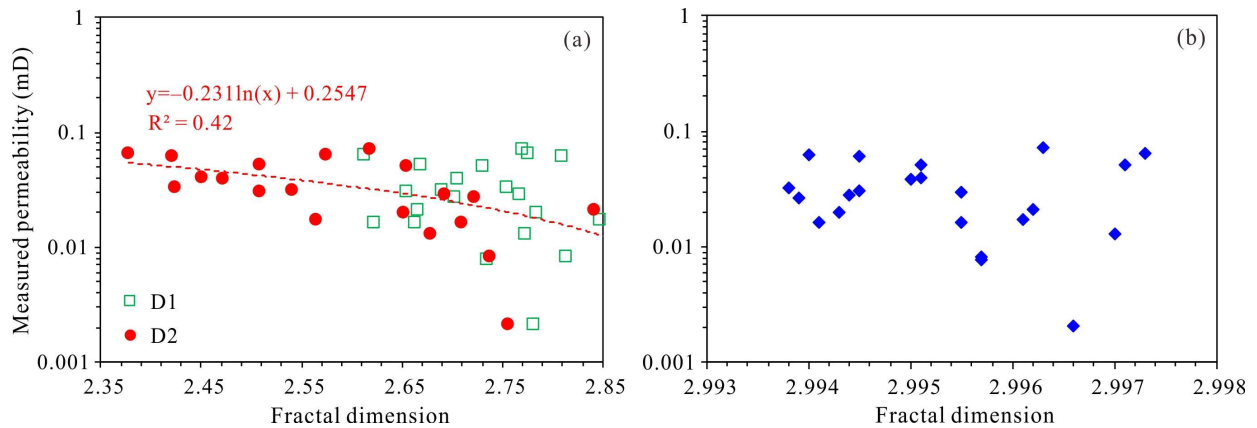 1
(a)
y=–0.231ln(x) + 0.2547
R² = 0.42
0.1
0.01
0.001
Measured permeability (mD)
D1
D2
2.35
2.45
2.55
2.65
2.75
2.85
Fractal dimension
1
(b)
0.1
0.01
0.001
2.993
2.994
2.995
2.996
2.997
2.998
Fractal dimension